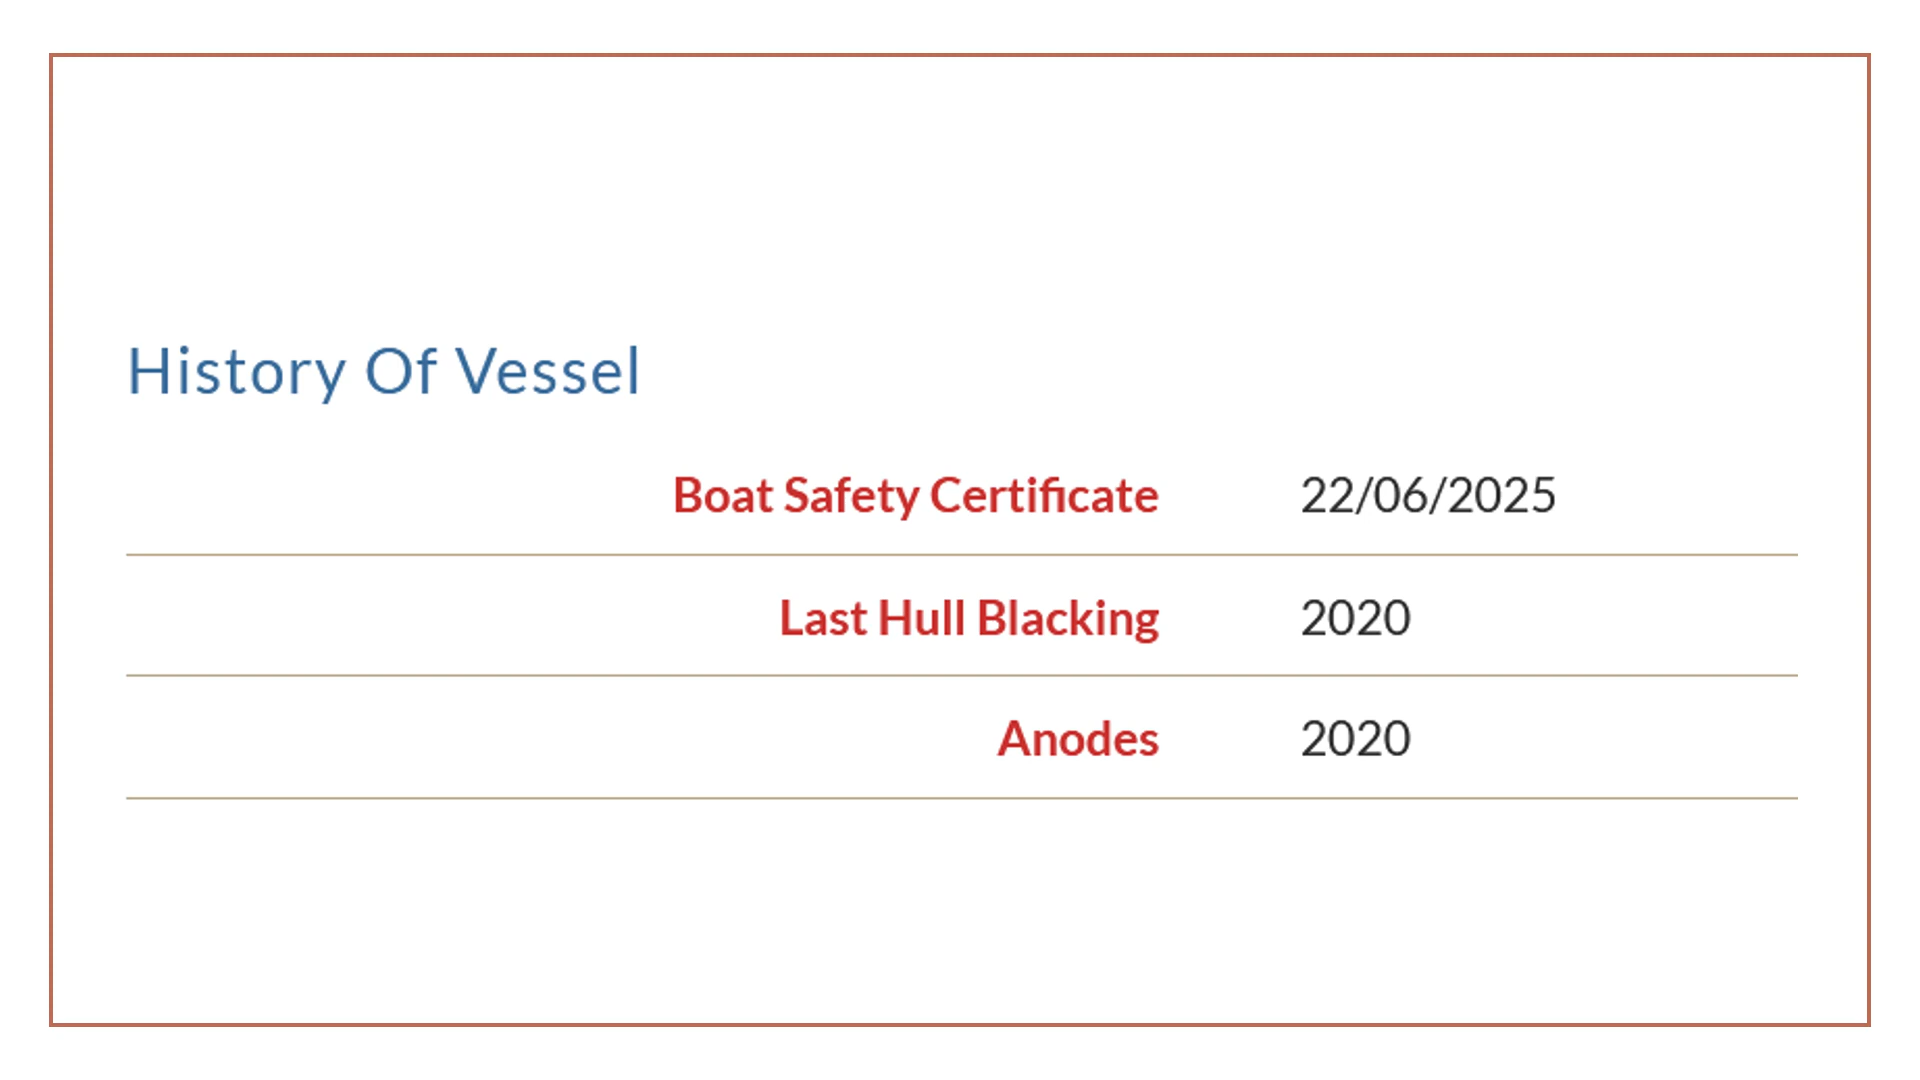 History Of Vessel
Boat Safety Certificate 22/06/2025
Last Hull Blacking 2020
Anodes 2020